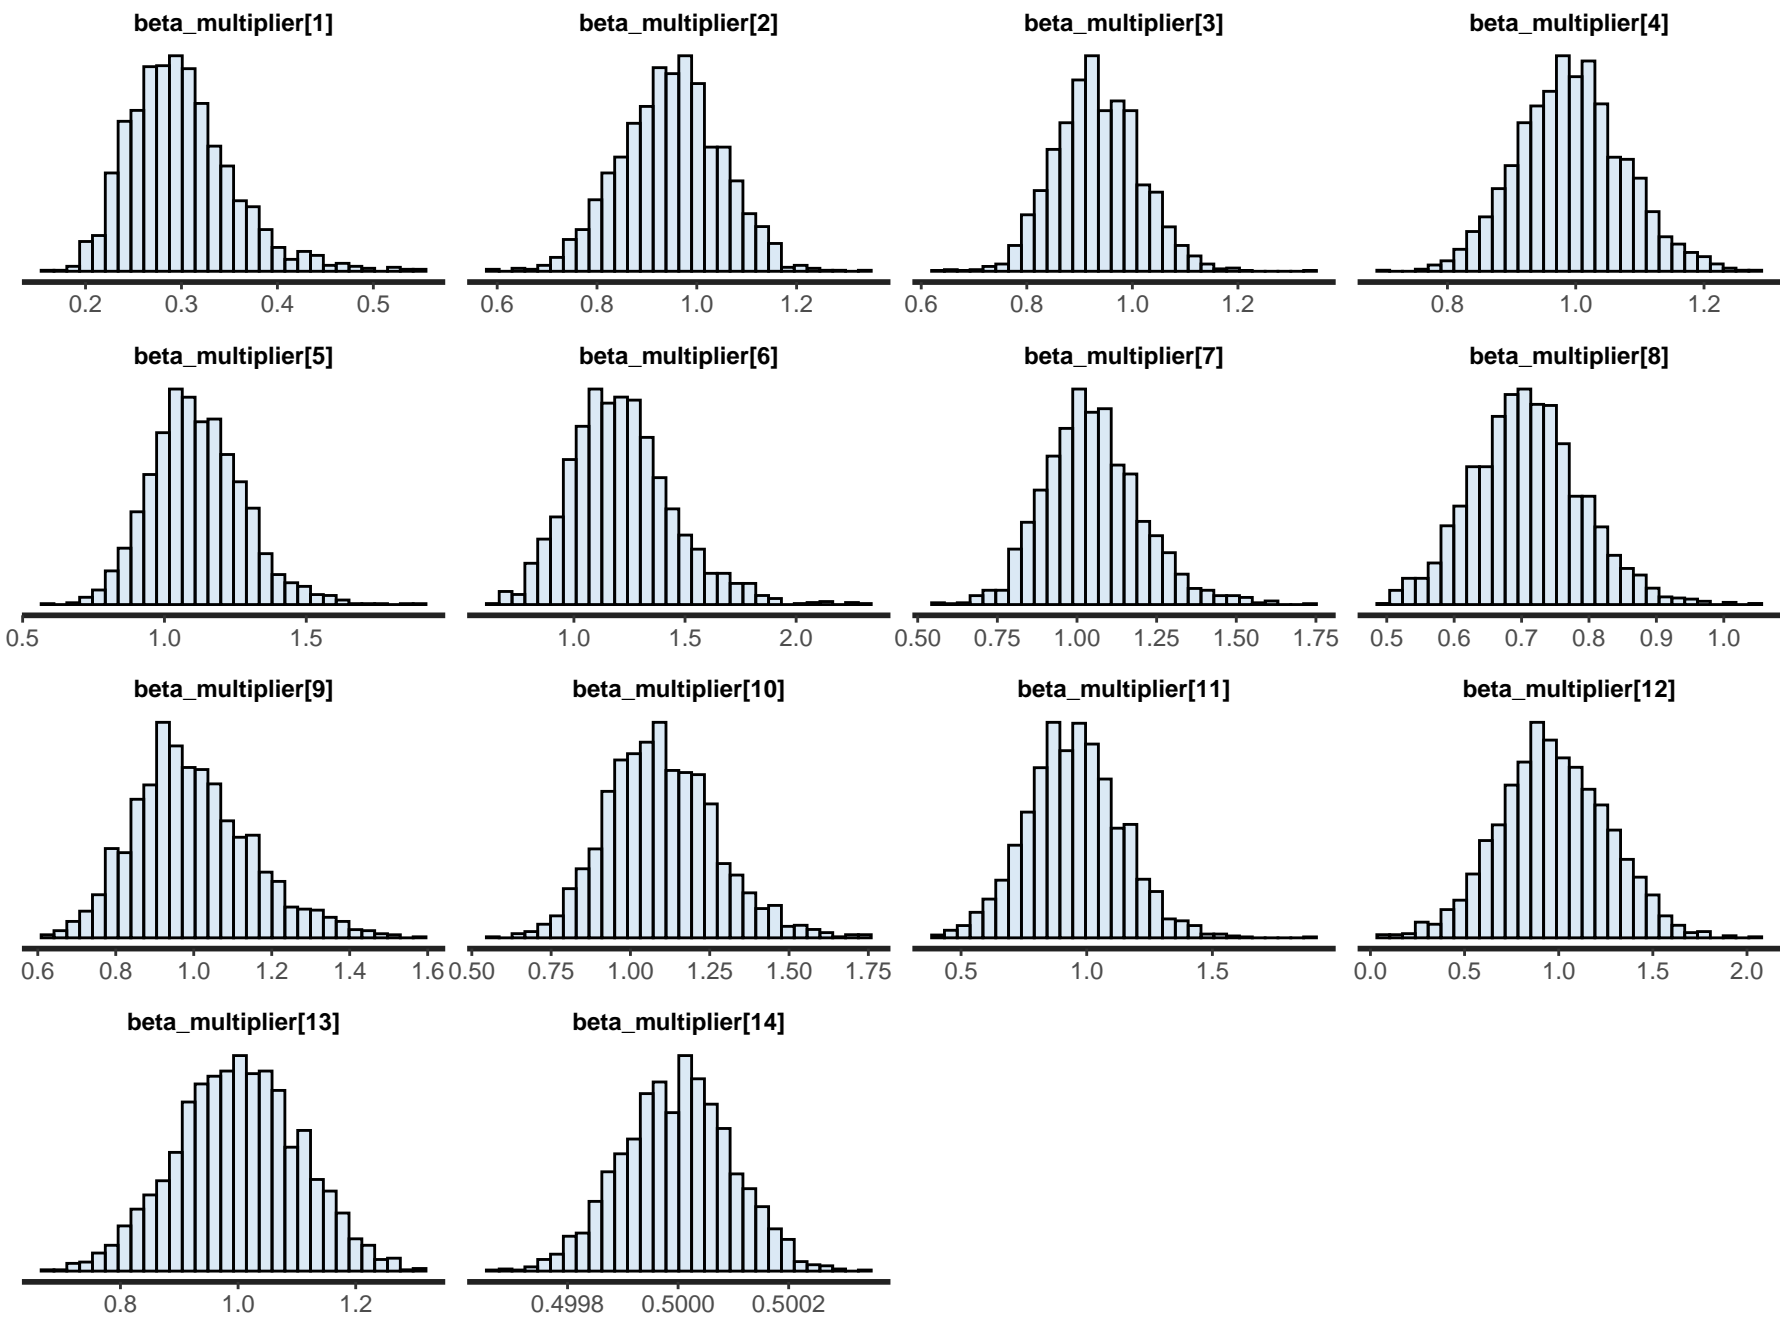 beta_multiplier[1] beta_multiplier[2] beta_multiplier[3] beta_multiplier[4]
0.2 0.3 0.4 0.5 0.6 0.8 1.0 1.2 0.6 0.8 1.0 1.2 0.8 1.0 1.2
beta_multiplier[5] beta_multiplier[6] beta_multiplier[7] beta_multiplier[8]
0.5 1.0 1.5 1.0 1.5 2.0 0.50 0.75 1.00 1.25 1.50 1.75 0.5 0.6 0.7 0.8 0.9 1.0
beta_multiplier[9] beta_multiplier[10] beta_multiplier[11] beta_multiplier[12]
0.6 0.8 1.0 1.2 1.4 1.6 0.50 0.75 1.00 1.25 1.50 1.75 0.5 1.0 1.5 0.0 0.5 1.0 1.5 2.0
beta_multiplier[13] beta_multiplier[14]
0.8 1.0 1.2 0.4998 0.5000 0.5002